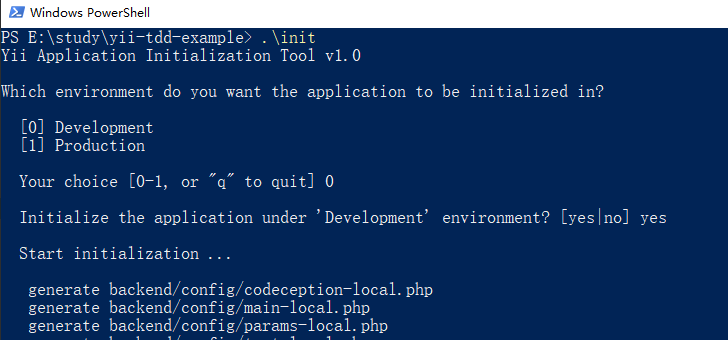 Windows PowerShell
PS E:\study\yii-tdd-example> .\init
Yii Application Initialization Tool v1.0
Which environment do you want the application to be initialized in?
[0] Development
[1] Production
Your choice [0-1, or "q" to quit] 0
Initialize the application under 'Development' environment? [yes|no] yes
Start initialization ...
generate backend/config/codeception-local.php
generate backend/config/main-local.php
generate backend/config/params-local.php